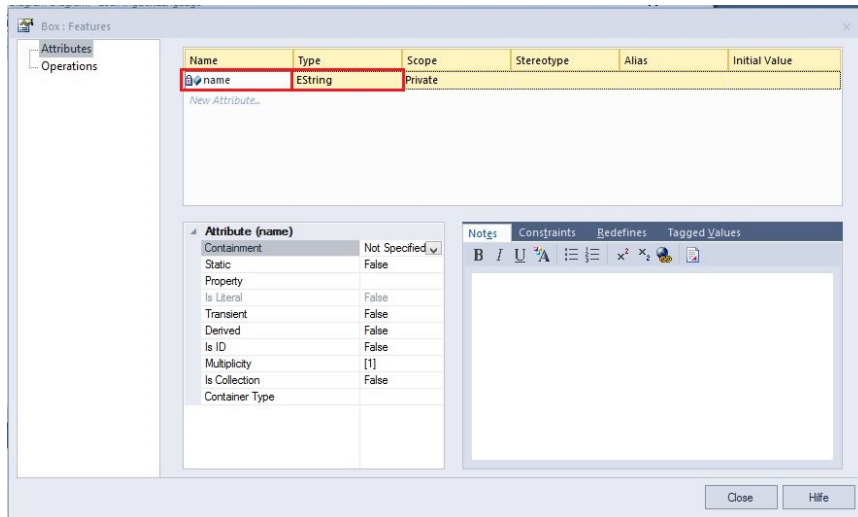 Box : Features
Attributes
Operations
Name Type Scope Stereotype Alias Initial Value
name EString Private
New Attribute...
Attribute (name)
Containment Not Specified
Static False
Property
Is Literal False
Transient False
Derived False
Is ID False
Multiplicity [1]
Is Collection False
Container Type
Notes Constraints Redefines Tagged Values
B I U A x² x₂
Close Hilfe